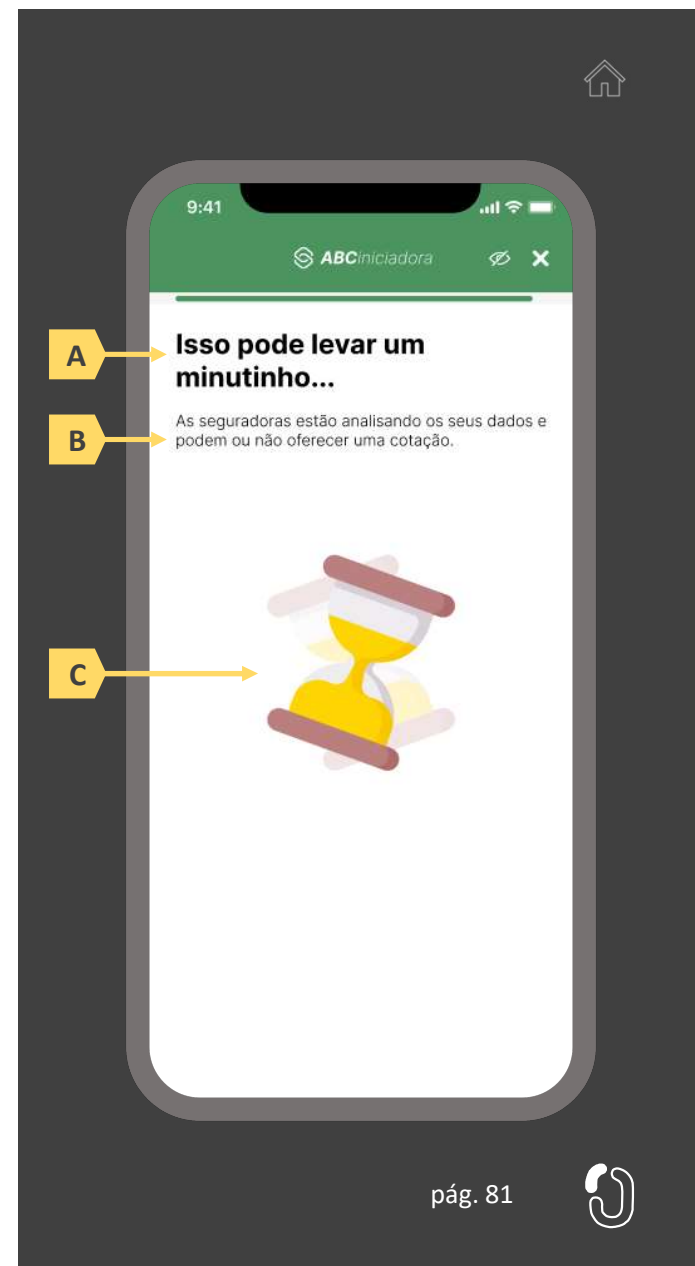 9:41
ABCiniciadora
A
Isso pode levar um
minutinho...
B
As seguradoras estão analisando os seus dados e
podem ou não oferecer uma cotação.
C
pág. 81